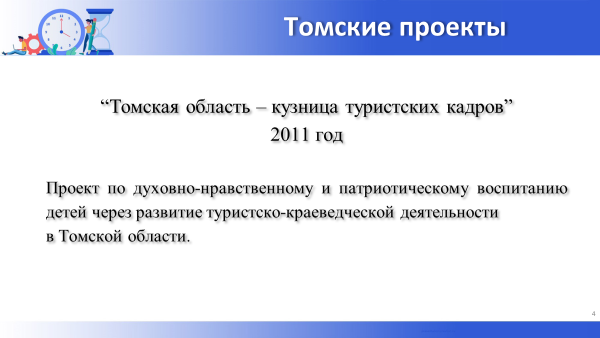 Томские проекты
“Томская область – кузница туристских кадров”
2011 год
Проект по духовно-нравственному и патриотическому воспитанию
детей через развитие туристско-краеведческой деятельности
в Томской области.
4